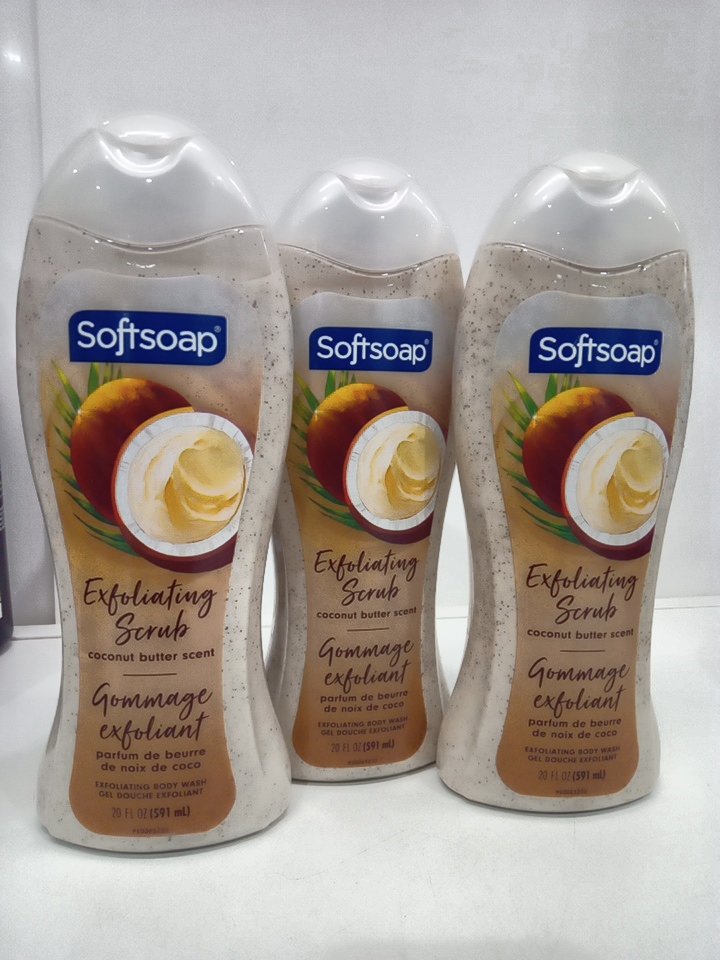 Softsoap®
Exfoliating
Scrub
coconut butter scent
Gommage
exfoliant
parfum de beurre
de noix de coco
EXFOLIATING BODY WASH
GEL DOUCHE EXFOLIANT
20 FL OZ (591 mL)
Softsoap®
Exfoliating
Scrub
coconut butter scent
Gommage
exfoliant
parfum de beurre
de noix de coco
EXFOLIATING BODY WASH
GEL DOUCHE EXFOLIANT
20 FL OZ (591 mL)
Softsoap®
Exfoliating
Scrub
coconut butter scent
Gommage
exfoliant
parfum de beurre
de noix de coco
EXFOLIATING BODY WASH
GEL DOUCHE EXFOLIANT
20 FL OZ (591 mL)